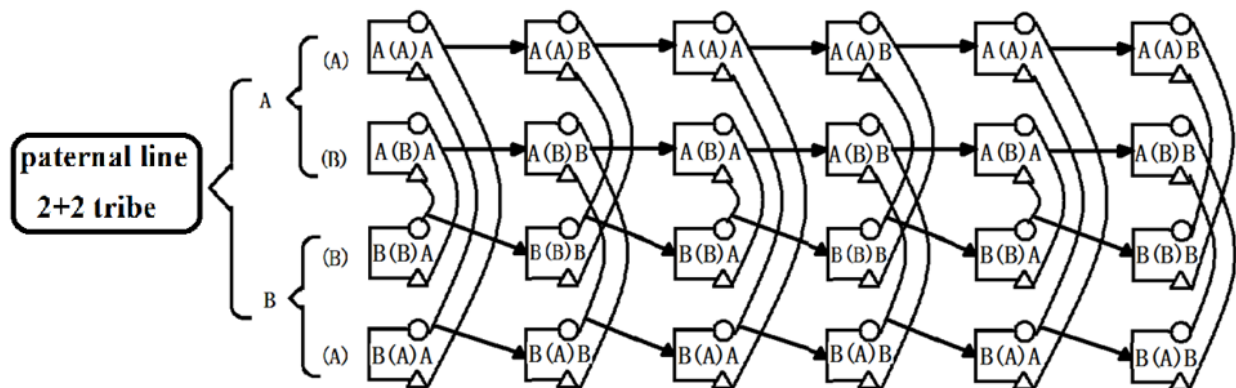 (A) A(A)A A(A)B A(A)A A(A)B A(A)A A(A)B
A
(B) A(B)A A(B)B A(B)A A(B)B A(B)A A(B)B
paternal line
2+2 tribe
(B) B(B)A B(B)B B(B)A B(B)B B(B)A B(B)B
B
(A) B(A)A B(A)B B(A)A B(A)B B(A)A B(A)B